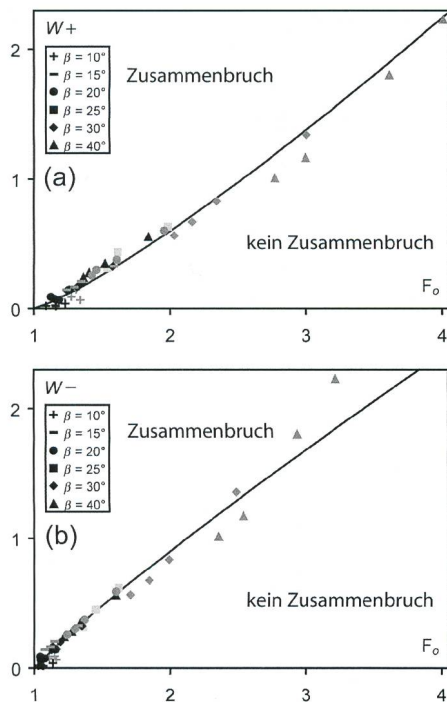 W+
2
β = 10°
β = 15°
β = 20°
β = 25°
β = 30°
β = 40°
Zusammenbruch
(a)
1
kein Zusammenbruch
0
Fo
1 2 3 4
W−
2
β = 10°
β = 15°
β = 20°
β = 25°
β = 30°
β = 40°
Zusammenbruch
(b)
1
kein Zusammenbruch
0
Fo
1 2 3 4